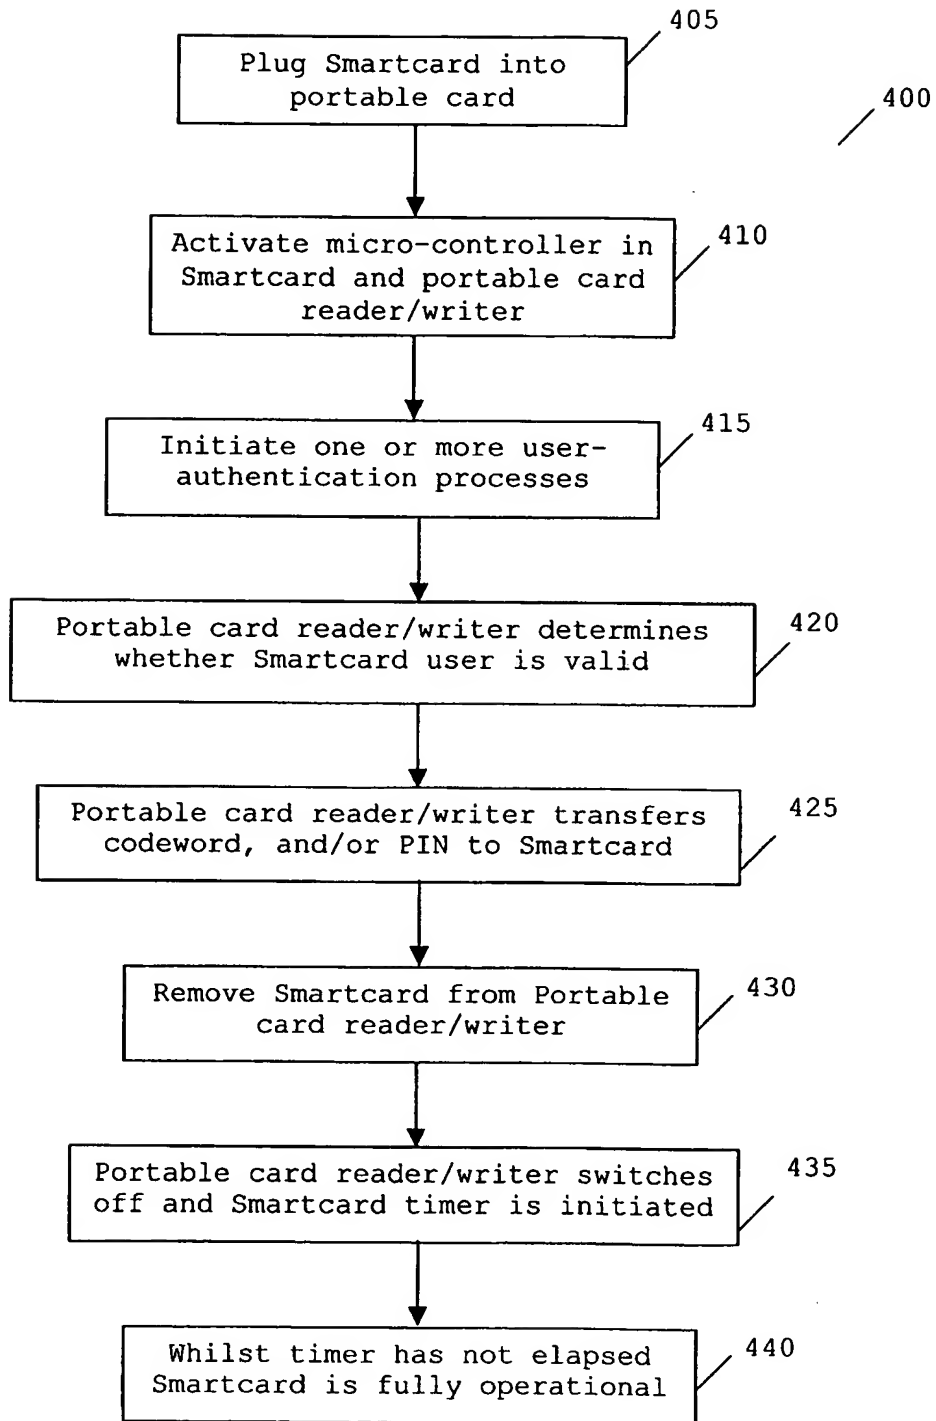 405
Plug Smartcard into
portable card
400
410
Activate micro-controller in
Smartcard and portable card
reader/writer
415
Initiate one or more user-
authentication processes
420
Portable card reader/writer determines
whether Smartcard user is valid
425
Portable card reader/writer transfers
codeword, and/or PIN to Smartcard
430
Remove Smartcard from Portable
card reader/writer
435
Portable card reader/writer switches
off and Smartcard timer is initiated
440
Whilst timer has not elapsed
Smartcard is fully operational